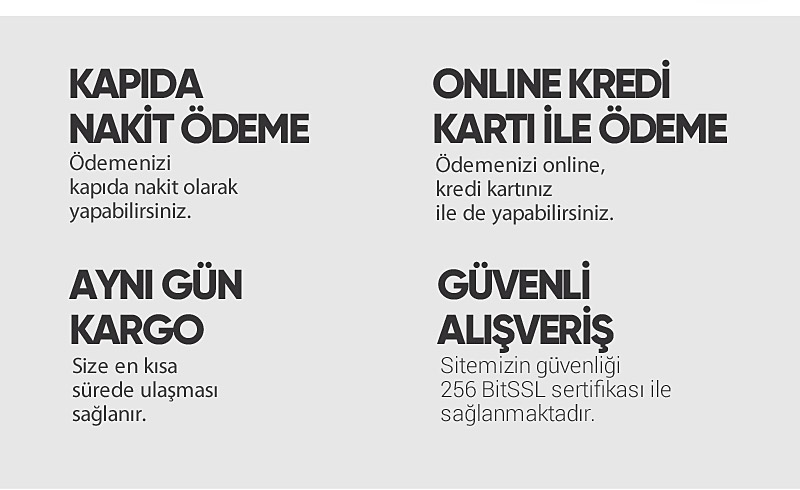 KAPIDA
NAKİT ÖDEME
Ödemenizi
kapıda nakit olarak
yapabilirsiniz.
ONLINE KREDİ
KARTI İLE ÖDEME
Ödemenizi online,
kredi kartınız
ile de yapabilirsiniz.
AYNI GÜN
KARGO
Size en kısa
sürede ulaşması
sağlanır.
GÜVENLİ
ALIŞVERİŞ
Sitemizin güvenliği
256 BitSSL sertifikası ile
sağlanmaktadır.